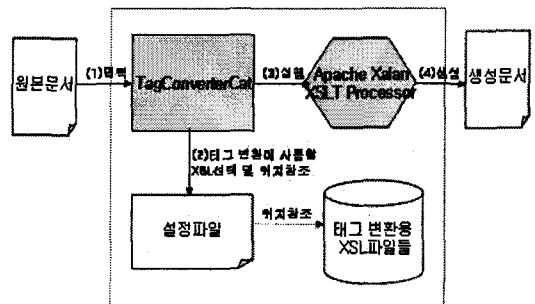 원본문서
(1)입력
TagConverterCat
(3)실행
Apache Xalan
XSLT Processor
(4)생성
생성문서
(2)태그 변환에 사용할
XSL선택 및 위치참조
설정파일
위치참조
태그 변환용
XSL파일들